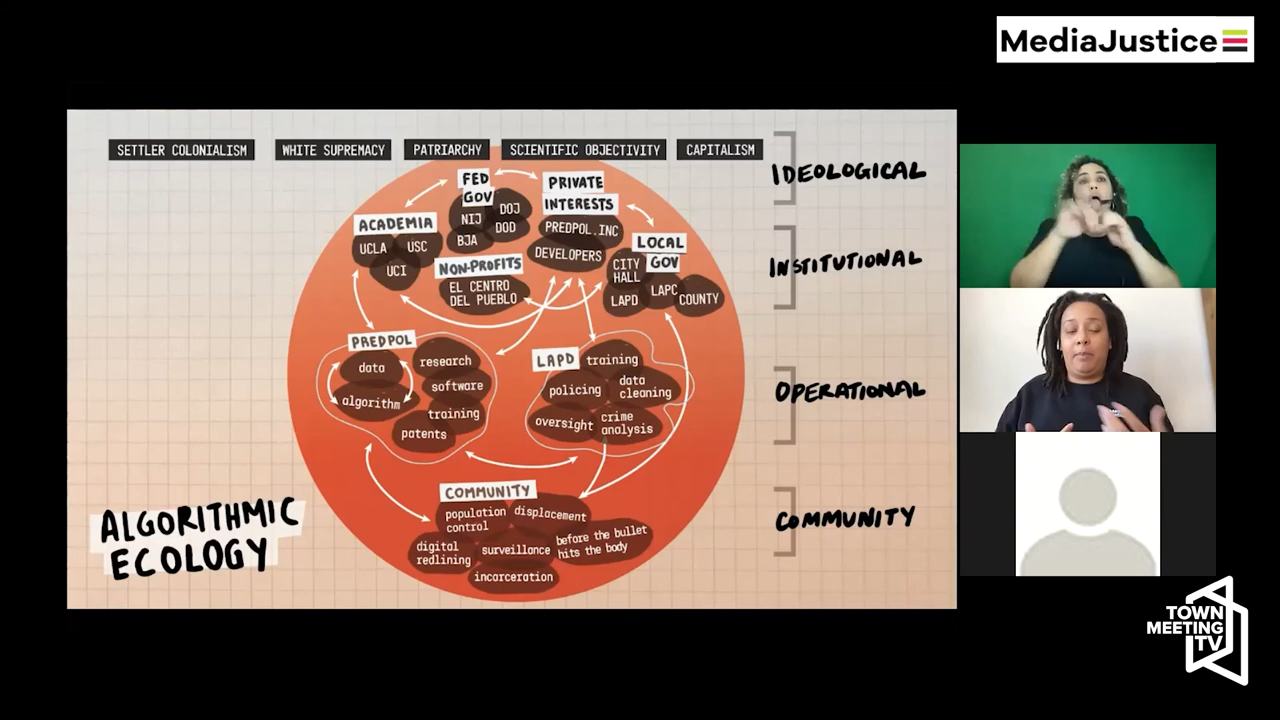 MediaJustice
SETTLER COLONIALISM
WHITE SUPREMACY
PATRIARCHY
SCIENTIFIC OBJECTIVITY
CAPITALISM
IDEOLOGICAL
FED
GOV
NIJ
DOJ
DOD
BJA
PRIVATE
INTERESTS
PREDPOL.INC
DEVELOPERS
ACADEMIA
UCLA
USC
UCI
NON-PROFITS
EL CENTRO
DEL PUEBLO
LOCAL
GOV
CITY
HALL
LAPD
LAPC
COUNTY
INSTITUTIONAL
PREDPOL
data
algorithm
research
software
training
patents
LAPD
training
policing
data
cleaning
oversight
crime
analysis
OPERATIONAL
COMMUNITY
population
control
displacement
digital
redlining
surveillance
before the bullet
hits the body
incarceration
COMMUNITY
ALGORITHMIC
ECOLOGY
TOWN
MEETING
TV